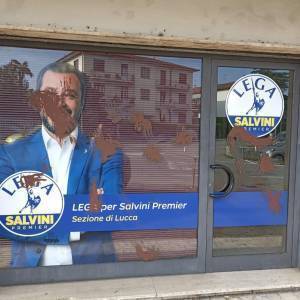 LEGA
SALVINI
PREMIER
LEGA
SALVINI
PREMIER
LEGA per Salvini Premier
Sezione di Lucca